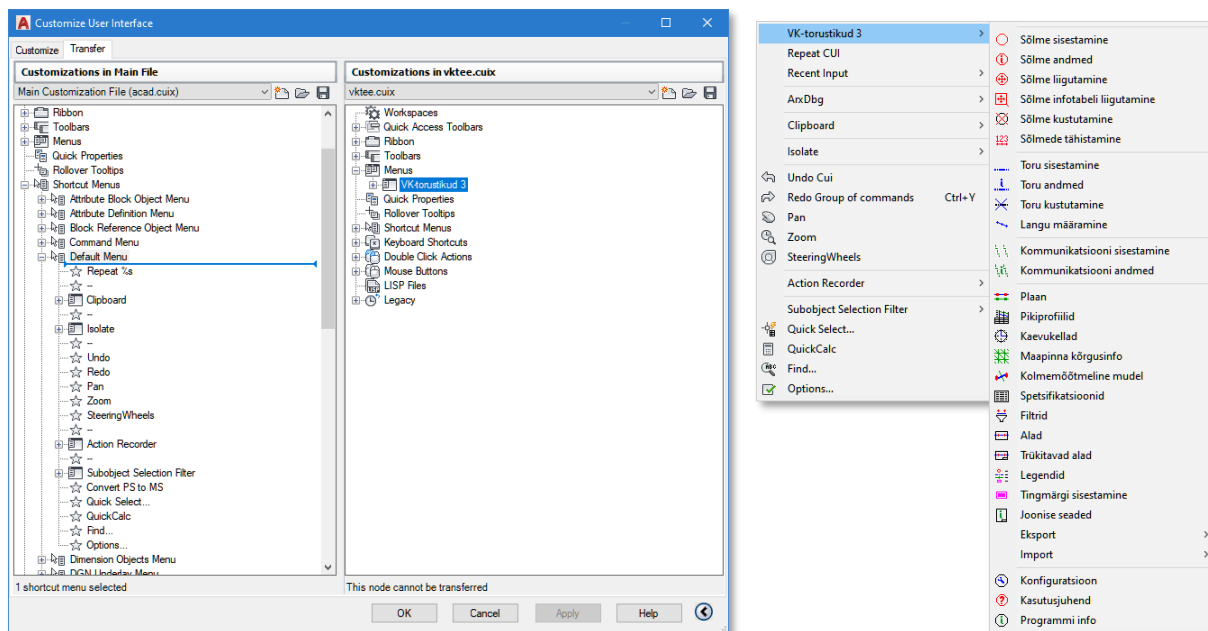 Customize User Interface
Customize Transfer
Customizations in Main File
Main Customization File (acad.cuix)
Ribbon
Toolbars
Menus
Quick Properties
Rollover Tooltips
Shortcut Menus
Attribute Block Object Menu
Attribute Definition Menu
Block Reference Object Menu
Command Menu
Default Menu
Repeat %s
--
Clipboard
--
Isolate
--
Undo
Redo
Pan
Zoom
SteeringWheels
--
Action Recorder
--
Subobject Selection Filter
Convert PS to MS
Quick Select...
QuickCalc
Find...
Options...
Dimension Objects Menu
DGN Underlay Menu
1 shortcut menu selected
Customizations in vktee.cuix
vktee.cuix
Workspaces
Quick Access Toolbars
Ribbon
Toolbars
Menus
VK-torustikud 3
Quick Properties
Rollover Tooltips
Shortcut Menus
Keyboard Shortcuts
Double Click Actions
Mouse Buttons
LISP Files
Legacy
This node cannot be transferred
OK Cancel Apply Help
VK-torustikud 3
Repeat CUI
Recent Input
ArxDbg
Clipboard
Isolate
Undo Cui
Redo Group of commands Ctrl+Y
Pan
Zoom
SteeringWheels
Action Recorder
Subobject Selection Filter
Quick Select...
QuickCalc
Find...
Options...
Sõlme sisestamine
Sõlme andmed
Sõlme liigutamine
Sõlme infotabeli liigutamine
Sõlme kustutamine
123 Sõlmede tähistamine
Toru sisestamine
Toru andmed
Toru kustutamine
Langu määramine
Kommunikatsiooni sisestamine
Kommunikatsiooni andmed
Plaan
Pikiprofiilid
Kaevukellad
Maapinna kõrgusinfo
Kolmemõõtmeline mudel
Spetsifikatsioonid
Filtrid
Alad
Trükitavad alad
Legendid
Tingmärgi sisestamine
Joonise seaded
Eksport
Import
Konfiguratsioon
Kasutusjuhend
Programmi info